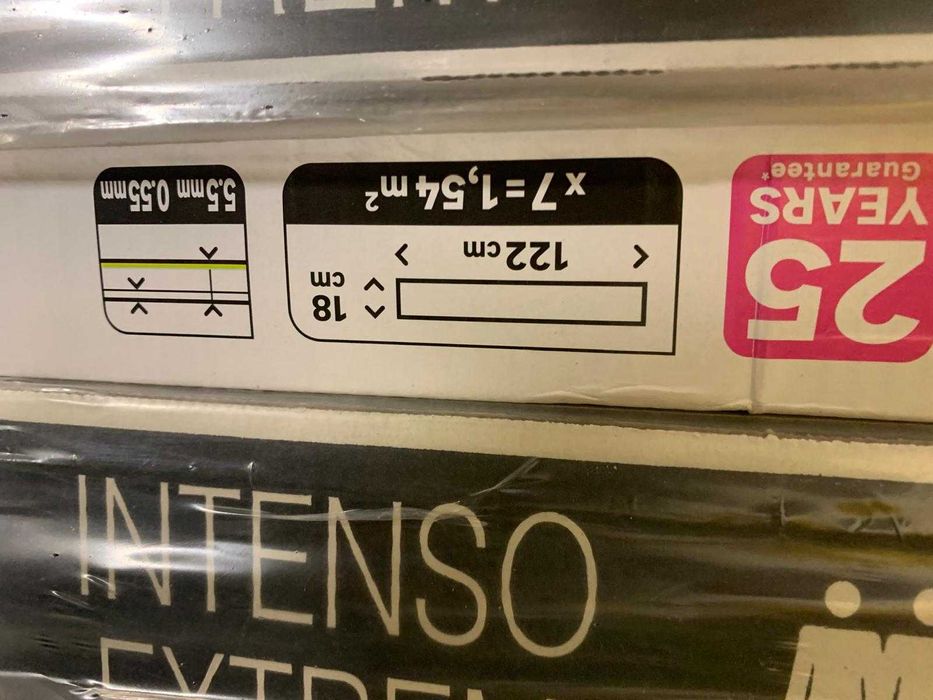 25
YEARS
Guarantee*
18 cm
122 cm
x 7=1,54 m²
5.5mm 0.55mm
INTENSO